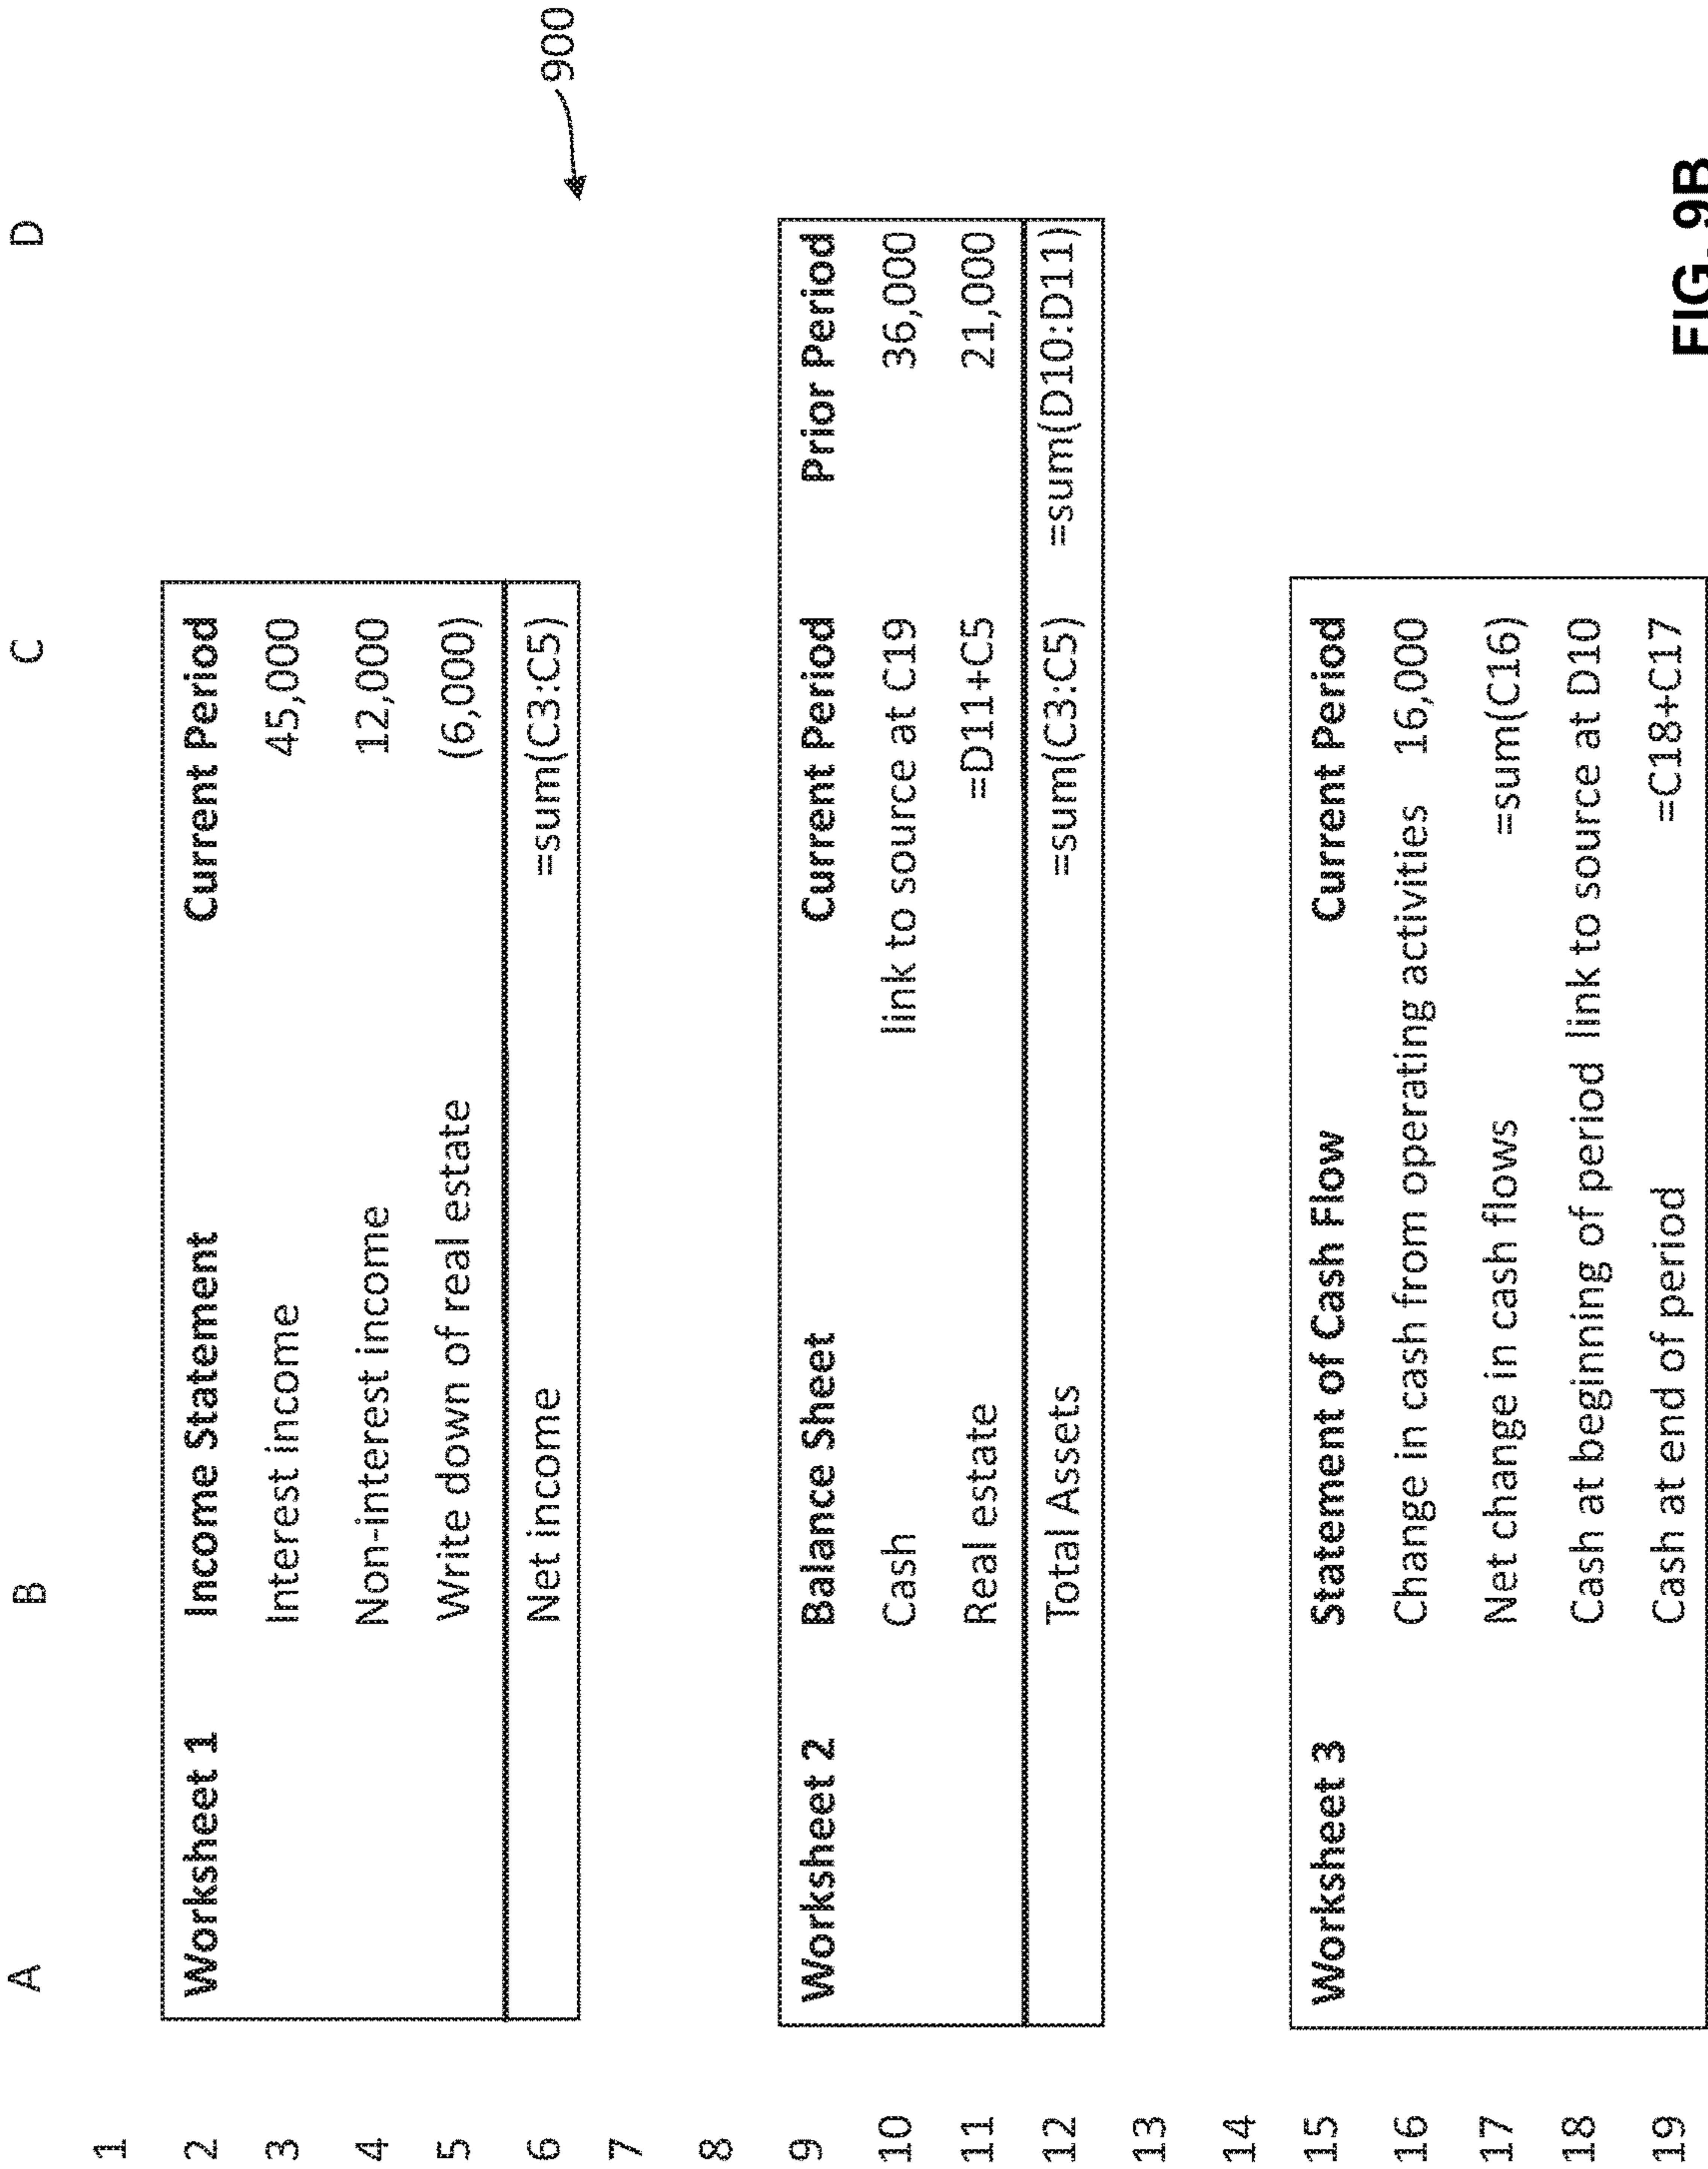 A B C D
1
2 Worksheet 1 Income Statement Current Period
3 Interest income 45,000
4 Non-interest income 12,000
5 Write down of real estate (6,000)
6 Net income =sum(C3:C5)
900
7
8
9 Worksheet 2 Balance Sheet Current Period Prior Period
10 Cash link to source at C19 36,000
11 Real estate =D11+C5 21,000
12 Total Assets =sum(C3:C5) =sum(D10:D11)
13
14
15 Worksheet 3 Statement of Cash Flow Current Period
16 Change in cash from operating activities 16,000
17 Net change in cash flows =sum(C16)
18 Cash at beginning of period link to source at D10
19 Cash at end of period =C18+C17
FIG. 9B